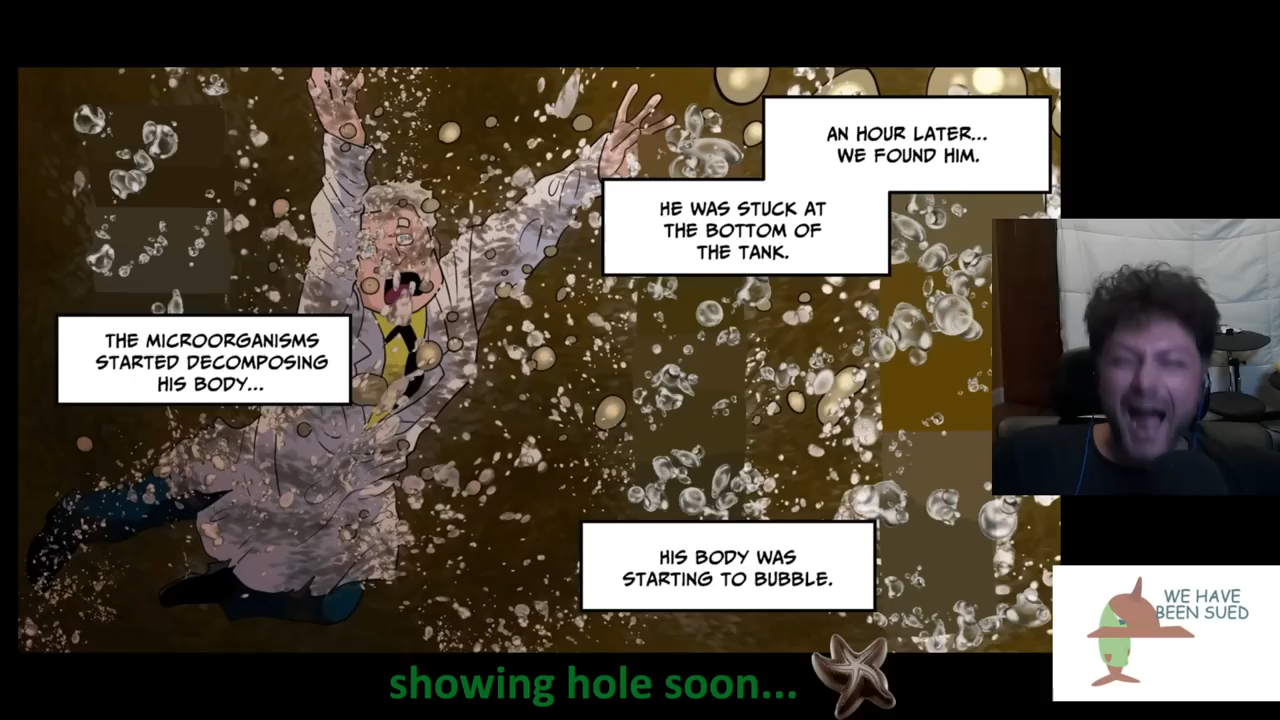 AN HOUR LATER...
WE FOUND HIM.
HE WAS STUCK AT
THE BOTTOM OF
THE TANK.
THE MICROORGANISMS
STARTED DECOMPOSING
HIS BODY...
HIS BODY WAS
STARTING TO BUBBLE.
WE HAVE
BEEN SUED
showing hole soon...